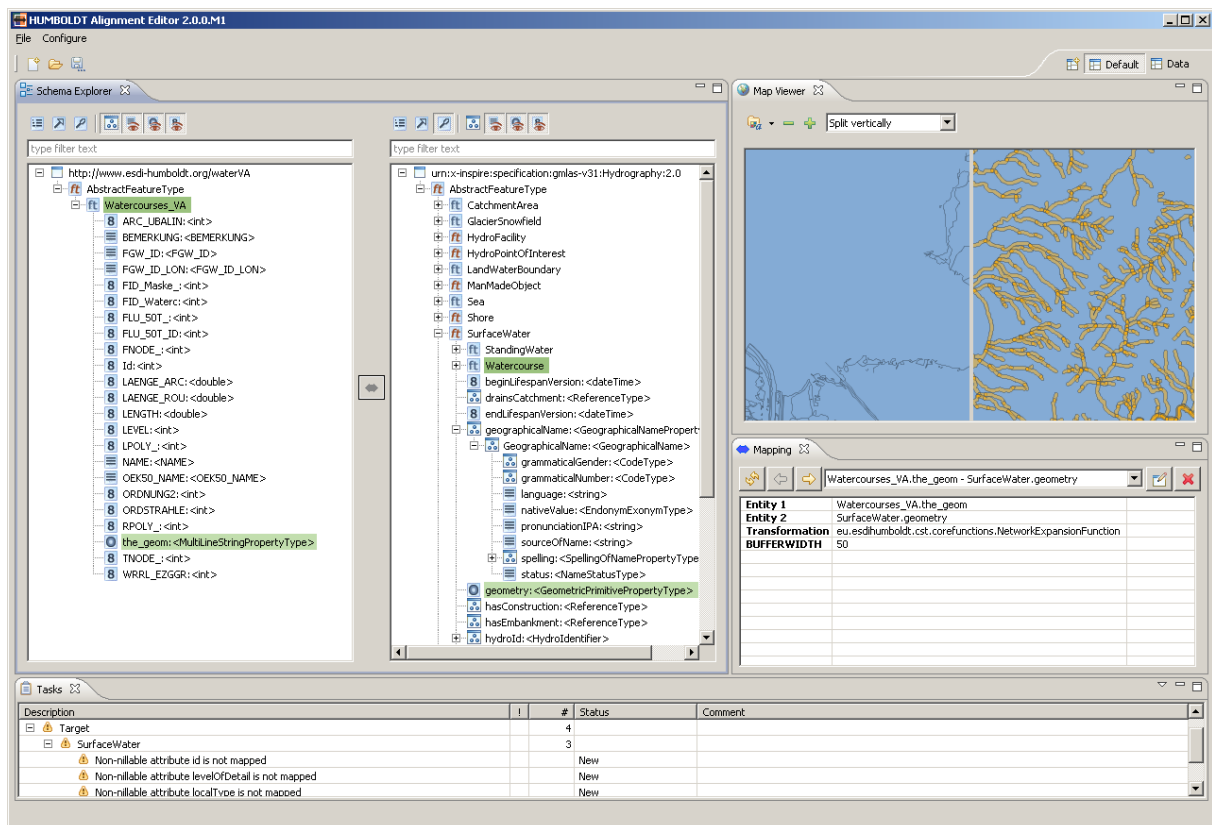 HUMBOLDT Alignment Editor 2.0.0.M1
File Configure
Default Data
Schema Explorer
type filter text
http://www.esdi-humboldt.org/waterVA
AbstractFeatureType
Watercourses_VA
ARC_UBALIN:<int>
BEMERKUNG:<BEMERKUNG>
FGW_ID:<FGW_ID>
FGW_ID_LON:<FGW_ID_LON>
FID_Maske_:<int>
FID_Waterc:<int>
FLU_50T_:<int>
FLU_50T_ID:<int>
FNODE_:<int>
Id:<int>
LAENGE_ARC:<double>
LAENGE_ROU:<double>
LENGTH:<double>
LEVEL:<int>
LPOLY_:<int>
NAME:<NAME>
OEK50_NAME:<OEK50_NAME>
ORDNUNG2:<int>
ORDSTRAHLE:<int>
RPOLY_:<int>
the_geom:<MultiLineStringPropertyType>
TNODE_:<int>
WRRL_EZGGR:<int>
type filter text
urn:x-inspire:specification:gmlas-v31:Hydrography:2.0
AbstractFeatureType
CatchmentArea
GlacierSnowfield
HydroFacility
HydroPointOfInterest
LandWaterBoundary
ManMadeObject
Sea
Shore
SurfaceWater
StandingWater
Watercourse
beginLifespanVersion:<dateTime>
drainsCatchment:<ReferenceType>
endLifespanVersion:<dateTime>
geographicalName:<GeographicalNamePropert
GeographicalName:<GeographicalName>
grammaticalGender:<CodeType>
grammaticalNumber:<CodeType>
language:<string>
nativeValue:<EndonymExonymType>
pronunciationIPA:<string>
sourceOfName:<string>
spelling:<SpellingOfNamePropertyType
status:<NameStatusType>
geometry:<GeometricPrimitivePropertyType>
hasConstruction:<ReferenceType>
hasEmbankment:<ReferenceType>
hydroId:<HydroIdentifier>
Map Viewer
Split vertically
Mapping
Watercourses_VA.the_geom - SurfaceWater.geometry
Entity 1 Watercourses_VA.the_geom
Entity 2 SurfaceWater.geometry
Transformation eu.esdihumboldt.cst.corefunctions.NetworkExpansionFunction
BUFFERWIDTH 50
Tasks
Description ! # Status Comment
Target 4
SurfaceWater 3
Non-nillable attribute id is not mapped New
Non-nillable attribute levelOfDetail is not mapped New
Non-nillable attribute localType is not mapped New